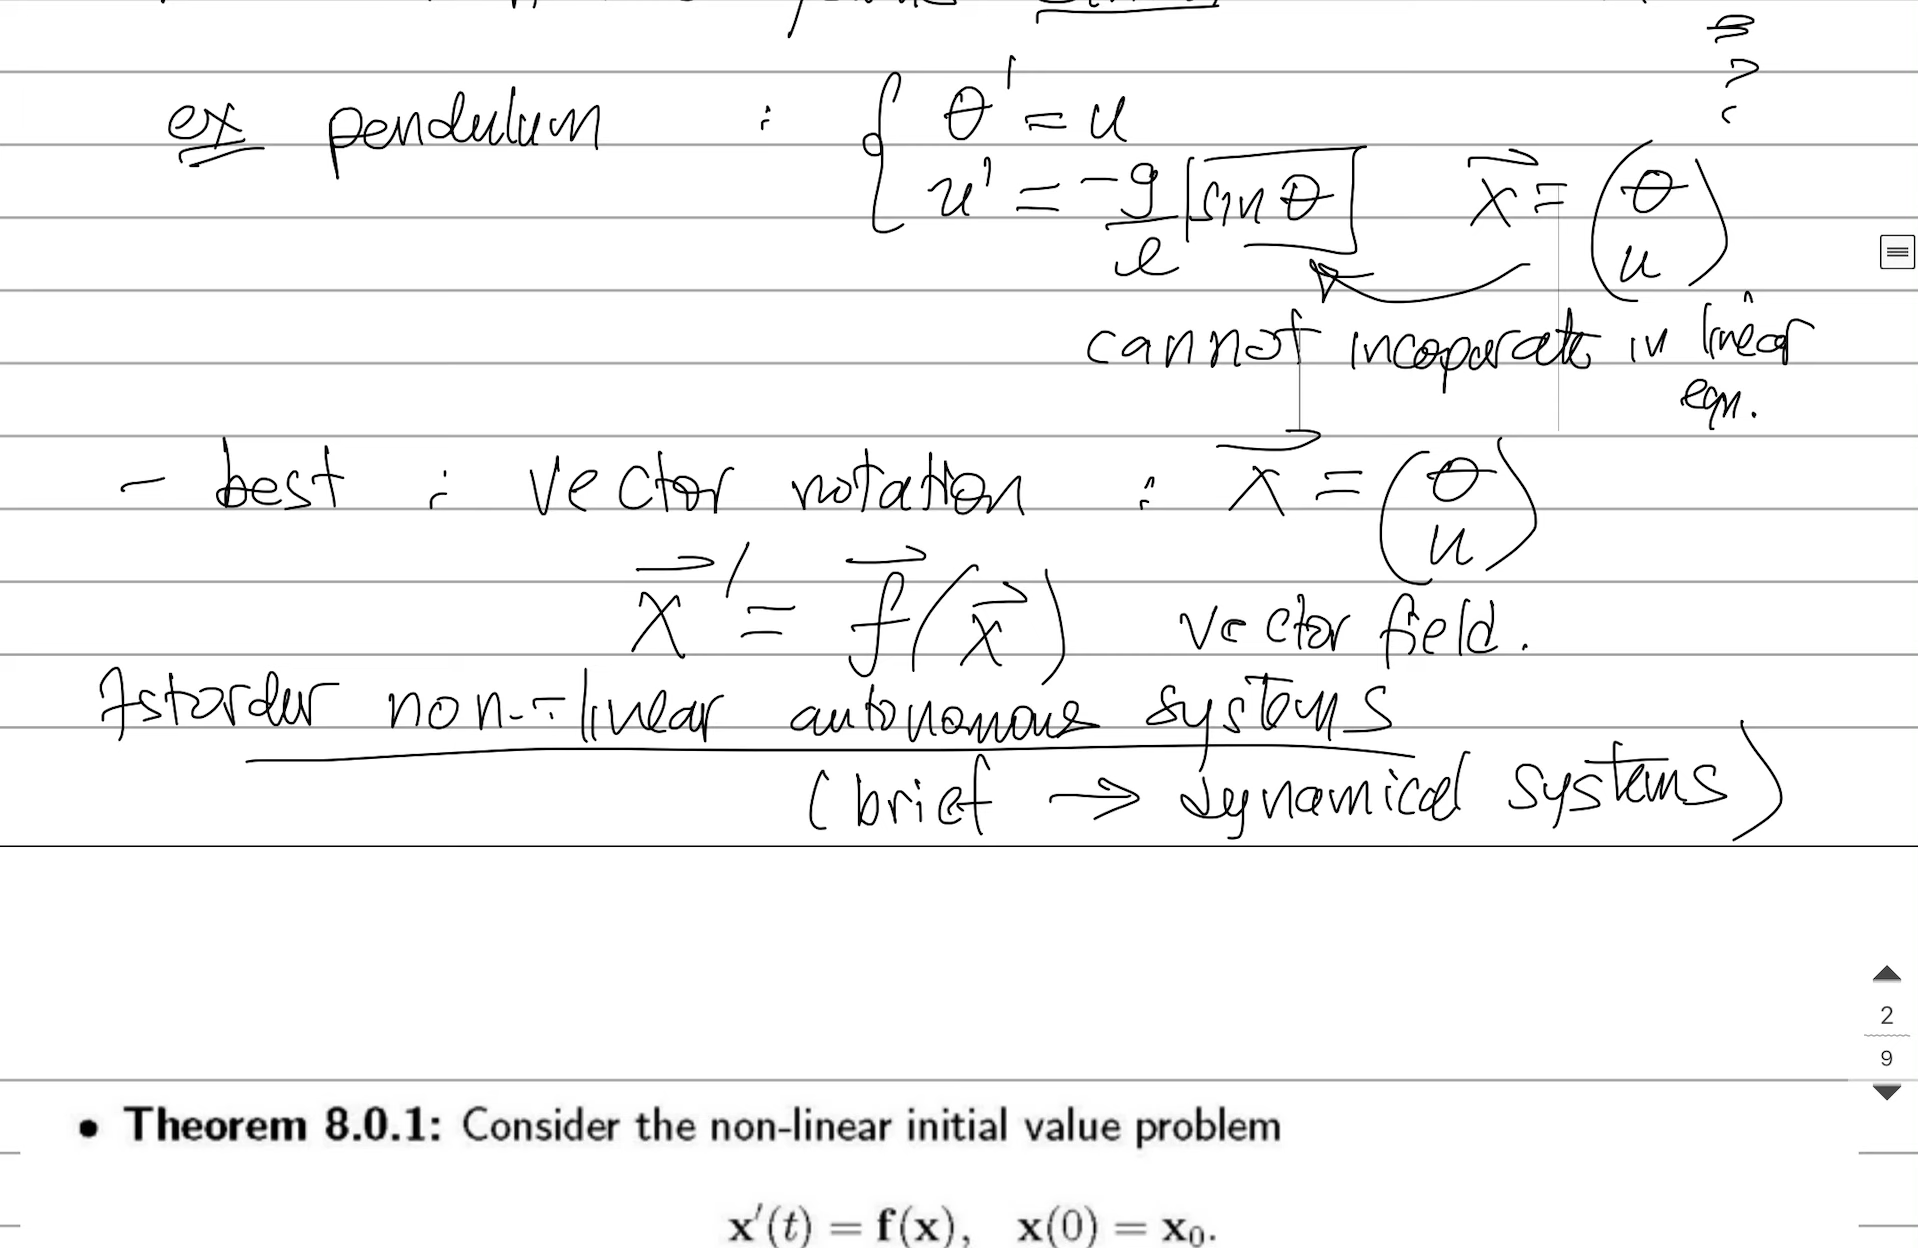 ex pendulum : { θ' = u
u' = -g/l sin θ   x⃗ = (θ u)
cannot incoparate in linear
eqn.
- best : vector notation : x⃗ = (θ u)
x⃗' = f⃗(x⃗)   vector field.
1st order non-linear autonomous systems
(brief → dynamical systems)
2
9
• Theorem 8.0.1: Consider the non-linear initial value problem
x′(t) = f(x),   x(0) = x₀.